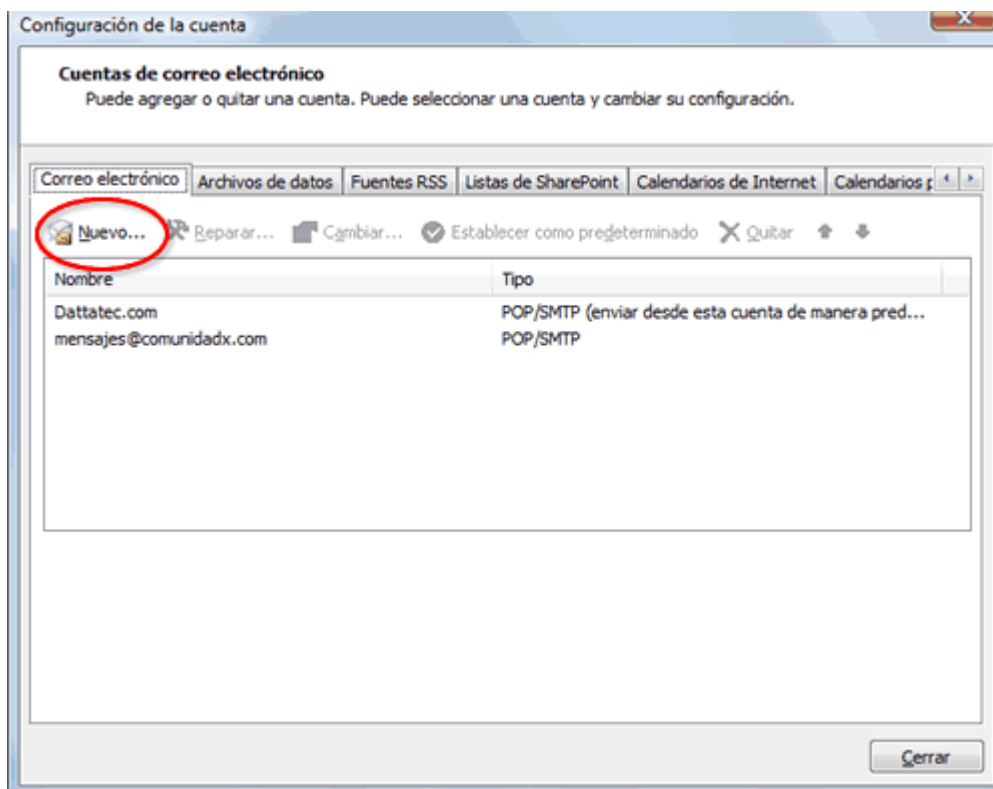 Configuración de la cuenta
Cuentas de correo electrónico
Puede agregar o quitar una cuenta. Puede seleccionar una cuenta y cambiar su configuración.
Correo electrónico Archivos de datos Fuentes RSS Listas de SharePoint Calendarios de Internet Calendarios p
Nuevo... Reparar... Cambiar... Establecer como predeterminado Quitar
Nombre Tipo
Dattatec.com POP/SMTP (enviar desde esta cuenta de manera pred...
mensajes@comunidadx.com POP/SMTP
Cerrar